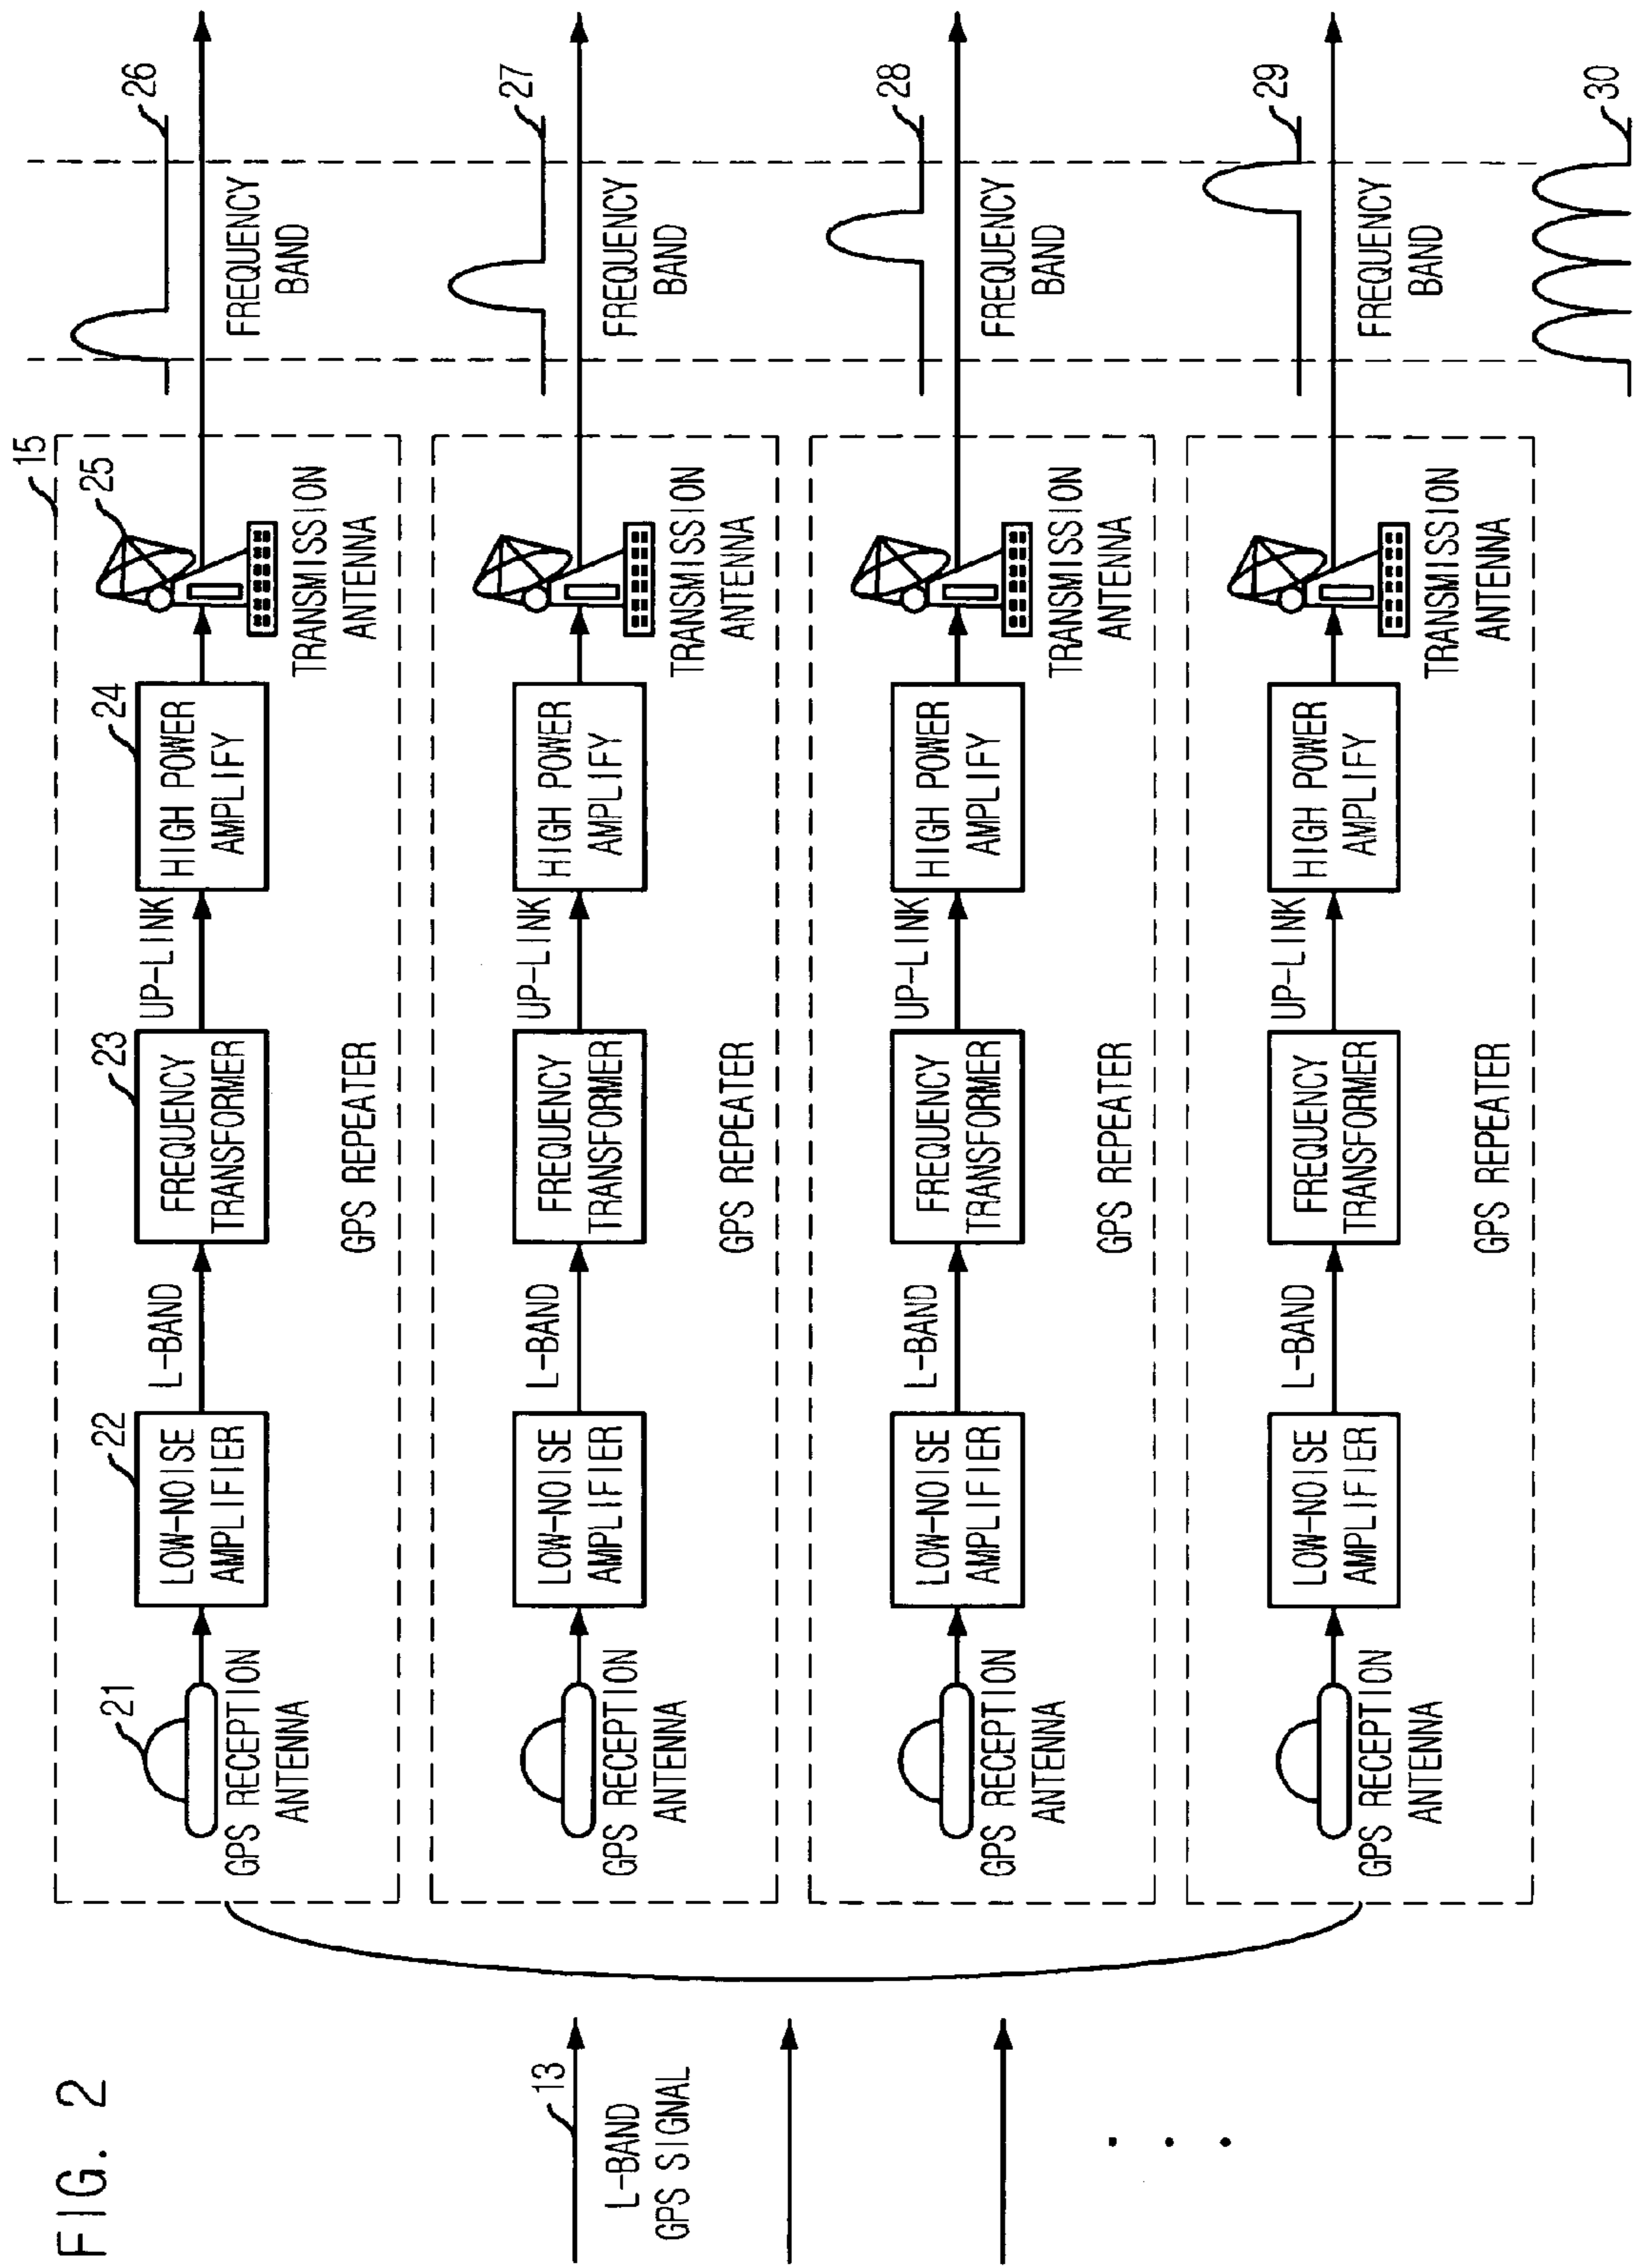 FIG. 2
13
L-BAND
GPS SIGNAL
15
21
GPS RECEPTION
ANTENNA
22
LOW-NOISE
AMPLIFIER
L-BAND
23
FREQUENCY
TRANSFORMER
UP-LINK
24
HIGH POWER
AMPLIFY
25
TRANSMISSION
ANTENNA
GPS REPEATER
26
FREQUENCY
BAND
GPS RECEPTION
ANTENNA
LOW-NOISE
AMPLIFIER
L-BAND
FREQUENCY
TRANSFORMER
UP-LINK
HIGH POWER
AMPLIFY
TRANSMISSION
ANTENNA
GPS REPEATER
27
FREQUENCY
BAND
GPS RECEPTION
ANTENNA
LOW-NOISE
AMPLIFIER
L-BAND
FREQUENCY
TRANSFORMER
UP-LINK
HIGH POWER
AMPLIFY
TRANSMISSION
ANTENNA
GPS REPEATER
28
FREQUENCY
BAND
GPS RECEPTION
ANTENNA
LOW-NOISE
AMPLIFIER
L-BAND
FREQUENCY
TRANSFORMER
UP-LINK
HIGH POWER
AMPLIFY
TRANSMISSION
ANTENNA
GPS REPEATER
29
FREQUENCY
BAND
30